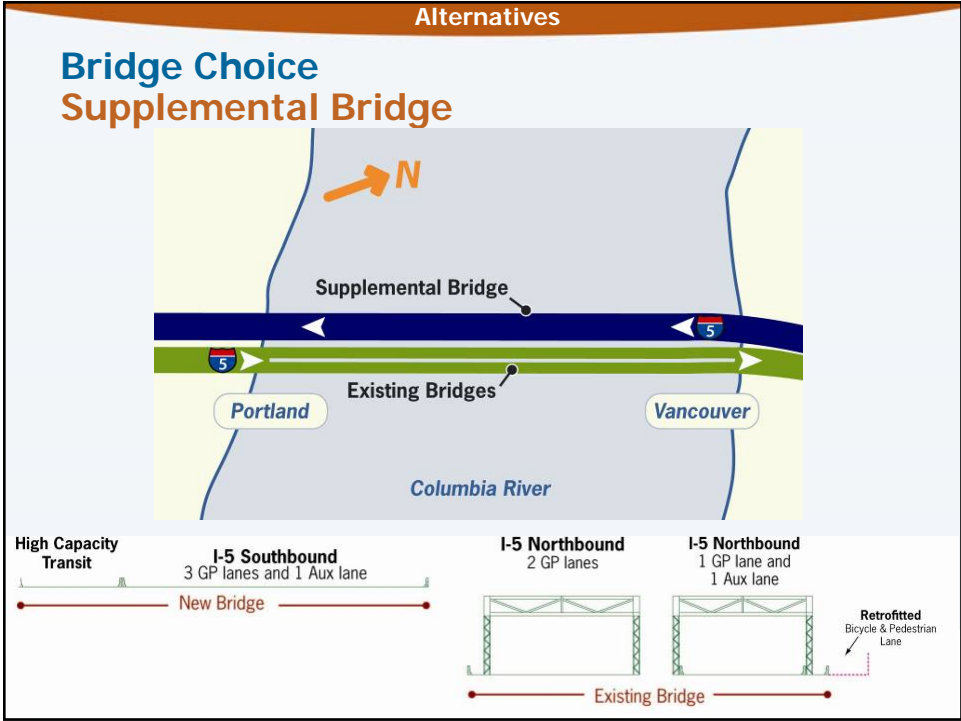 Alternatives
Bridge Choice
Supplemental Bridge
N
Supplemental Bridge
5
5
Existing Bridges
Portland
Vancouver
Columbia River
High Capacity
Transit
I-5 Southbound
3 GP lanes and 1 Aux lane
New Bridge
I-5 Northbound
2 GP lanes
I-5 Northbound
1 GP lane and
1 Aux lane
Retrofitted
Bicycle & Pedestrian
Lane
Existing Bridge